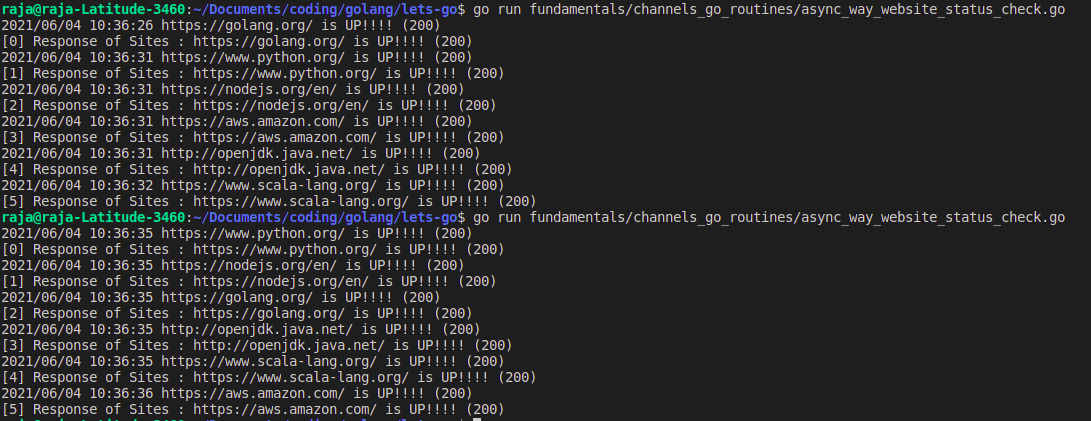 raja@raja-Latitude-3460:~/Documents/coding/golang/lets-go$ go run fundamentals/channels_go_routines/async_way_website_status_check.go
2021/06/04 10:36:26 https://golang.org/ is UP!!!! (200)
[0] Response of Sites : https://golang.org/ is UP!!!! (200)
2021/06/04 10:36:31 https://www.python.org/ is UP!!!! (200)
[1] Response of Sites : https://www.python.org/ is UP!!!! (200)
2021/06/04 10:36:31 https://nodejs.org/en/ is UP!!!! (200)
[2] Response of Sites : https://nodejs.org/en/ is UP!!!! (200)
2021/06/04 10:36:31 https://aws.amazon.com/ is UP!!!! (200)
[3] Response of Sites : https://aws.amazon.com/ is UP!!!! (200)
2021/06/04 10:36:31 http://openjdk.java.net/ is UP!!!! (200)
[4] Response of Sites : http://openjdk.java.net/ is UP!!!! (200)
2021/06/04 10:36:32 https://www.scala-lang.org/ is UP!!!! (200)
[5] Response of Sites : https://www.scala-lang.org/ is UP!!!! (200)
raja@raja-Latitude-3460:~/Documents/coding/golang/lets-go$ go run fundamentals/channels_go_routines/async_way_website_status_check.go
2021/06/04 10:36:35 https://www.python.org/ is UP!!!! (200)
[0] Response of Sites : https://www.python.org/ is UP!!!! (200)
2021/06/04 10:36:35 https://nodejs.org/en/ is UP!!!! (200)
[1] Response of Sites : https://nodejs.org/en/ is UP!!!! (200)
2021/06/04 10:36:35 https://golang.org/ is UP!!!! (200)
[2] Response of Sites : https://golang.org/ is UP!!!! (200)
2021/06/04 10:36:35 http://openjdk.java.net/ is UP!!!! (200)
[3] Response of Sites : http://openjdk.java.net/ is UP!!!! (200)
2021/06/04 10:36:35 https://www.scala-lang.org/ is UP!!!! (200)
[4] Response of Sites : https://www.scala-lang.org/ is UP!!!! (200)
2021/06/04 10:36:36 https://aws.amazon.com/ is UP!!!! (200)
[5] Response of Sites : https://aws.amazon.com/ is UP!!!! (200)